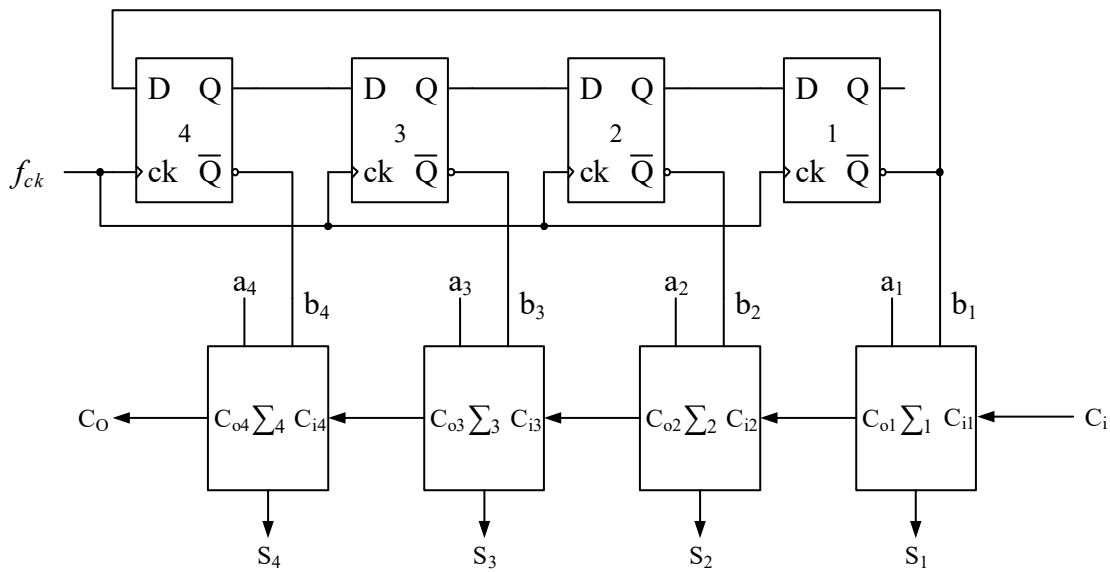 D Q D Q D Q D Q
4 3 2 1
f_ck ck Q̅ ck Q̅ ck Q̅ ck Q̅
a₄ b₄ a₃ b₃ a₂ b₂ a₁ b₁
C_O C_o4 ∑₄ C_i4 C_o3 ∑₃ C_i3 C_o2 ∑₂ C_i2 C_o1 ∑₁ C_i1 C_i
S₄ S₃ S₂ S₁